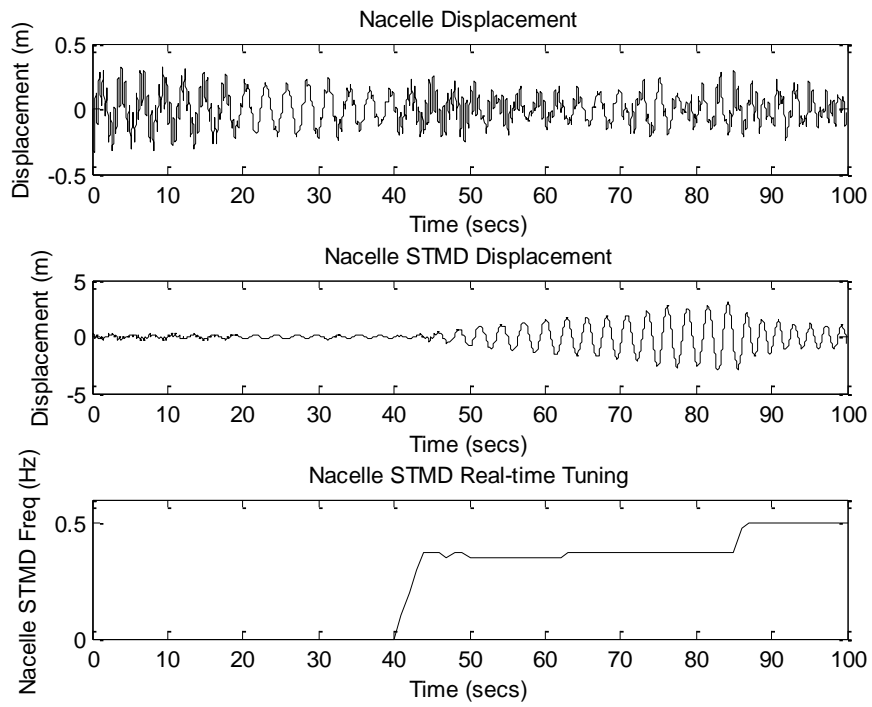 Nacelle Displacement
Displacement (m)
0.5
0
-0.5
0 10 20 30 40 50 60 70 80 90 100
Time (secs)
Nacelle STMD Displacement
Displacement (m)
5
0
-5
0 10 20 30 40 50 60 70 80 90 100
Time (secs)
Nacelle STMD Real-time Tuning
Nacelle STMD Freq (Hz)
0.5
0
0 10 20 30 40 50 60 70 80 90 100
Time (secs)